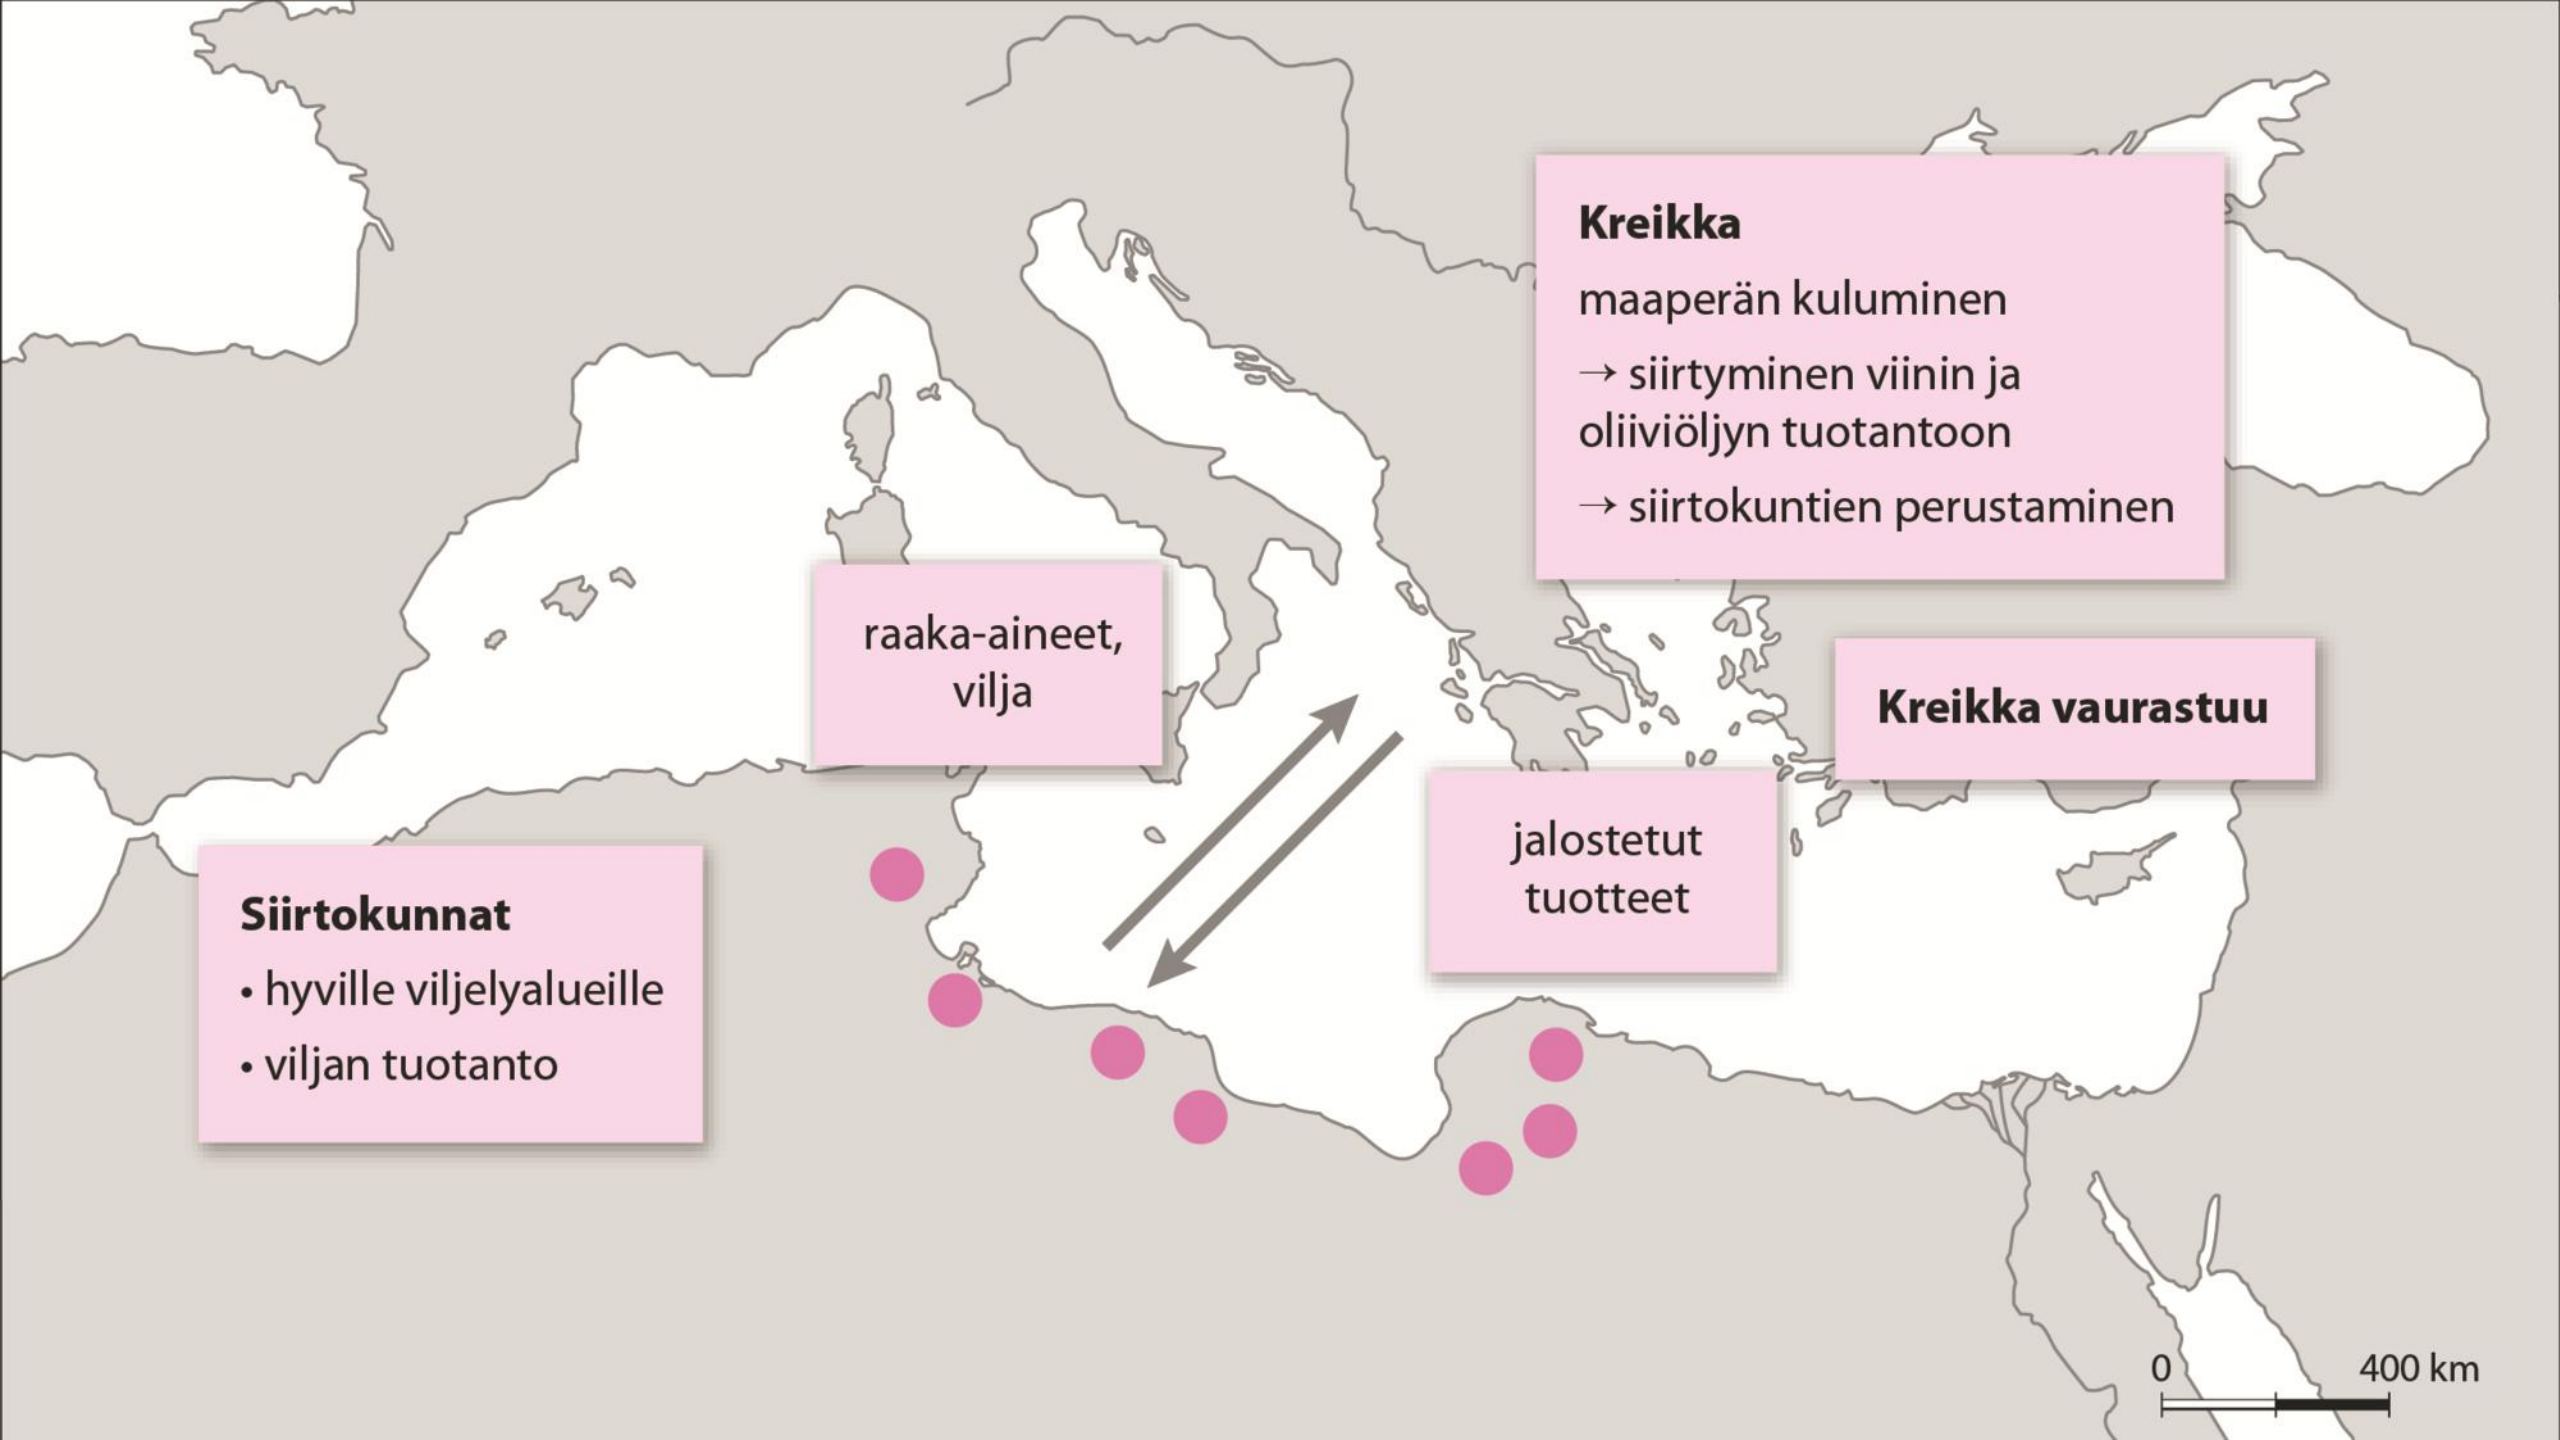 Kreikka
maaperän kuluminen
→ siirtyminen viinin ja
oliiviöljyn tuotantoon
→ siirtokuntien perustaminen
raaka-aineet,
vilja
Kreikka vaurastuu
jalostetut
tuotteet
Siirtokunnat
• hyville viljelyalueille
• viljan tuotanto
0 400 km